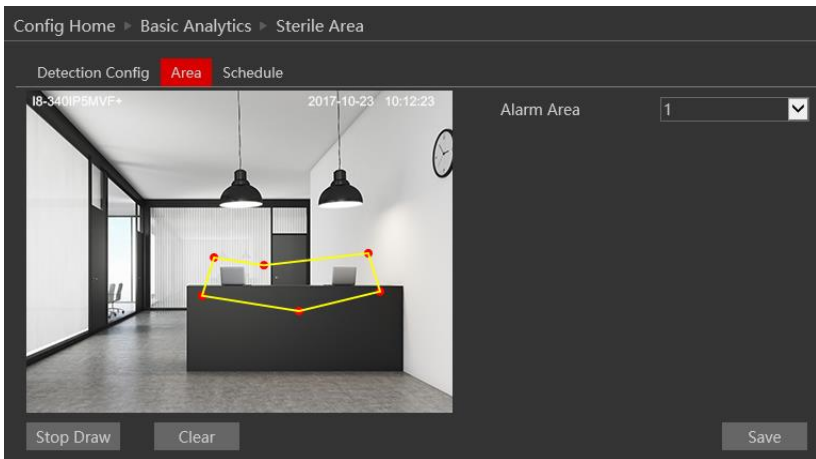 Config Home ▸ Basic Analytics ▸ Sterile Area
Detection Config Area Schedule
I8-340IP5MVF+ 2017-10-23 10:12:23
Alarm Area 1
Stop Draw Clear Save